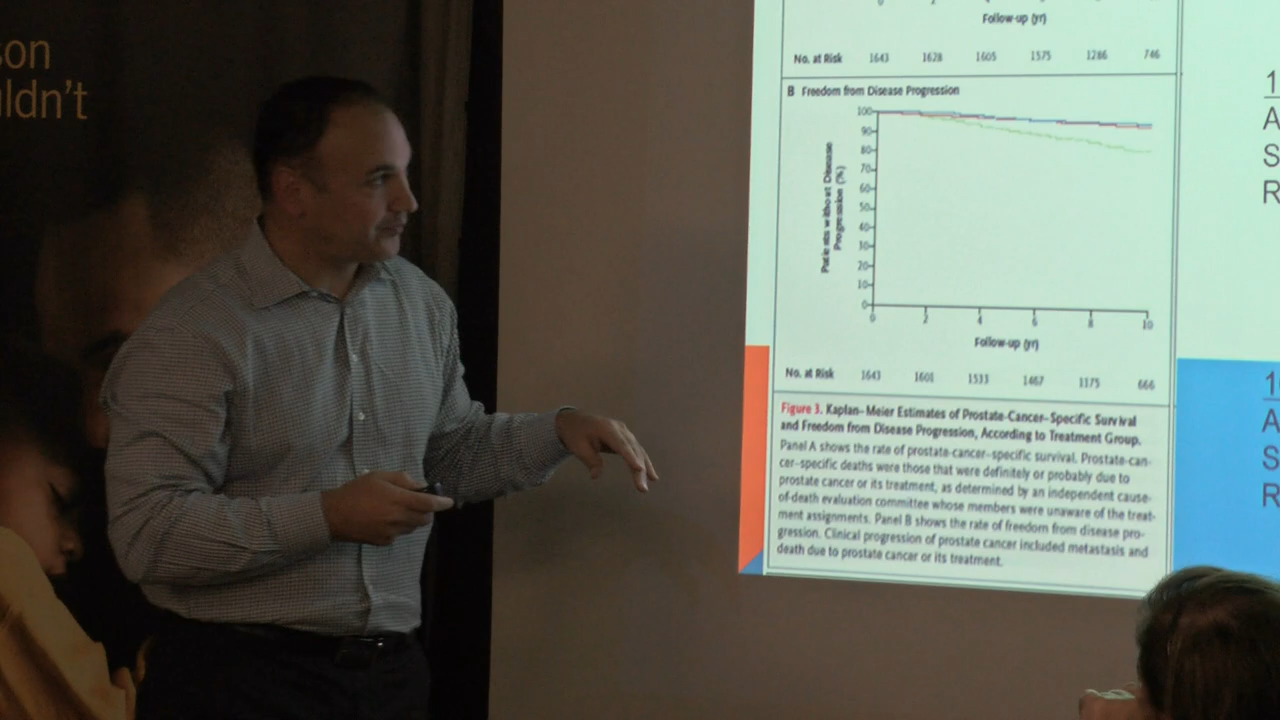 son
uldn't
Follow-up (yr)
No. at Risk 1643 1628 1605 1575 1286 746
B Freedom from Disease Progression
Patients without Disease
Progression (%)
100
90
80
70
60
50
40
30
20
10
0
0 2 4 6 8 10
Follow-up (yr)
No. at Risk 1643 1601 1533 1467 1175 666
Figure 3. Kaplan–Meier Estimates of Prostate-Cancer–Specific Survival
and Freedom from Disease Progression, According to Treatment Group.
Panel A shows the rate of prostate-cancer–specific survival. Prostate-can-
cer–specific deaths were those that were definitely or probably due to
prostate cancer or its treatment, as determined by an independent cause-
of-death evaluation committee whose members were unaware of the treat-
ment assignments. Panel B shows the rate of freedom from disease pro-
gression. Clinical progression of prostate cancer included metastasis and
death due to prostate cancer or its treatment.
1
A
S
R
1
A
S
R